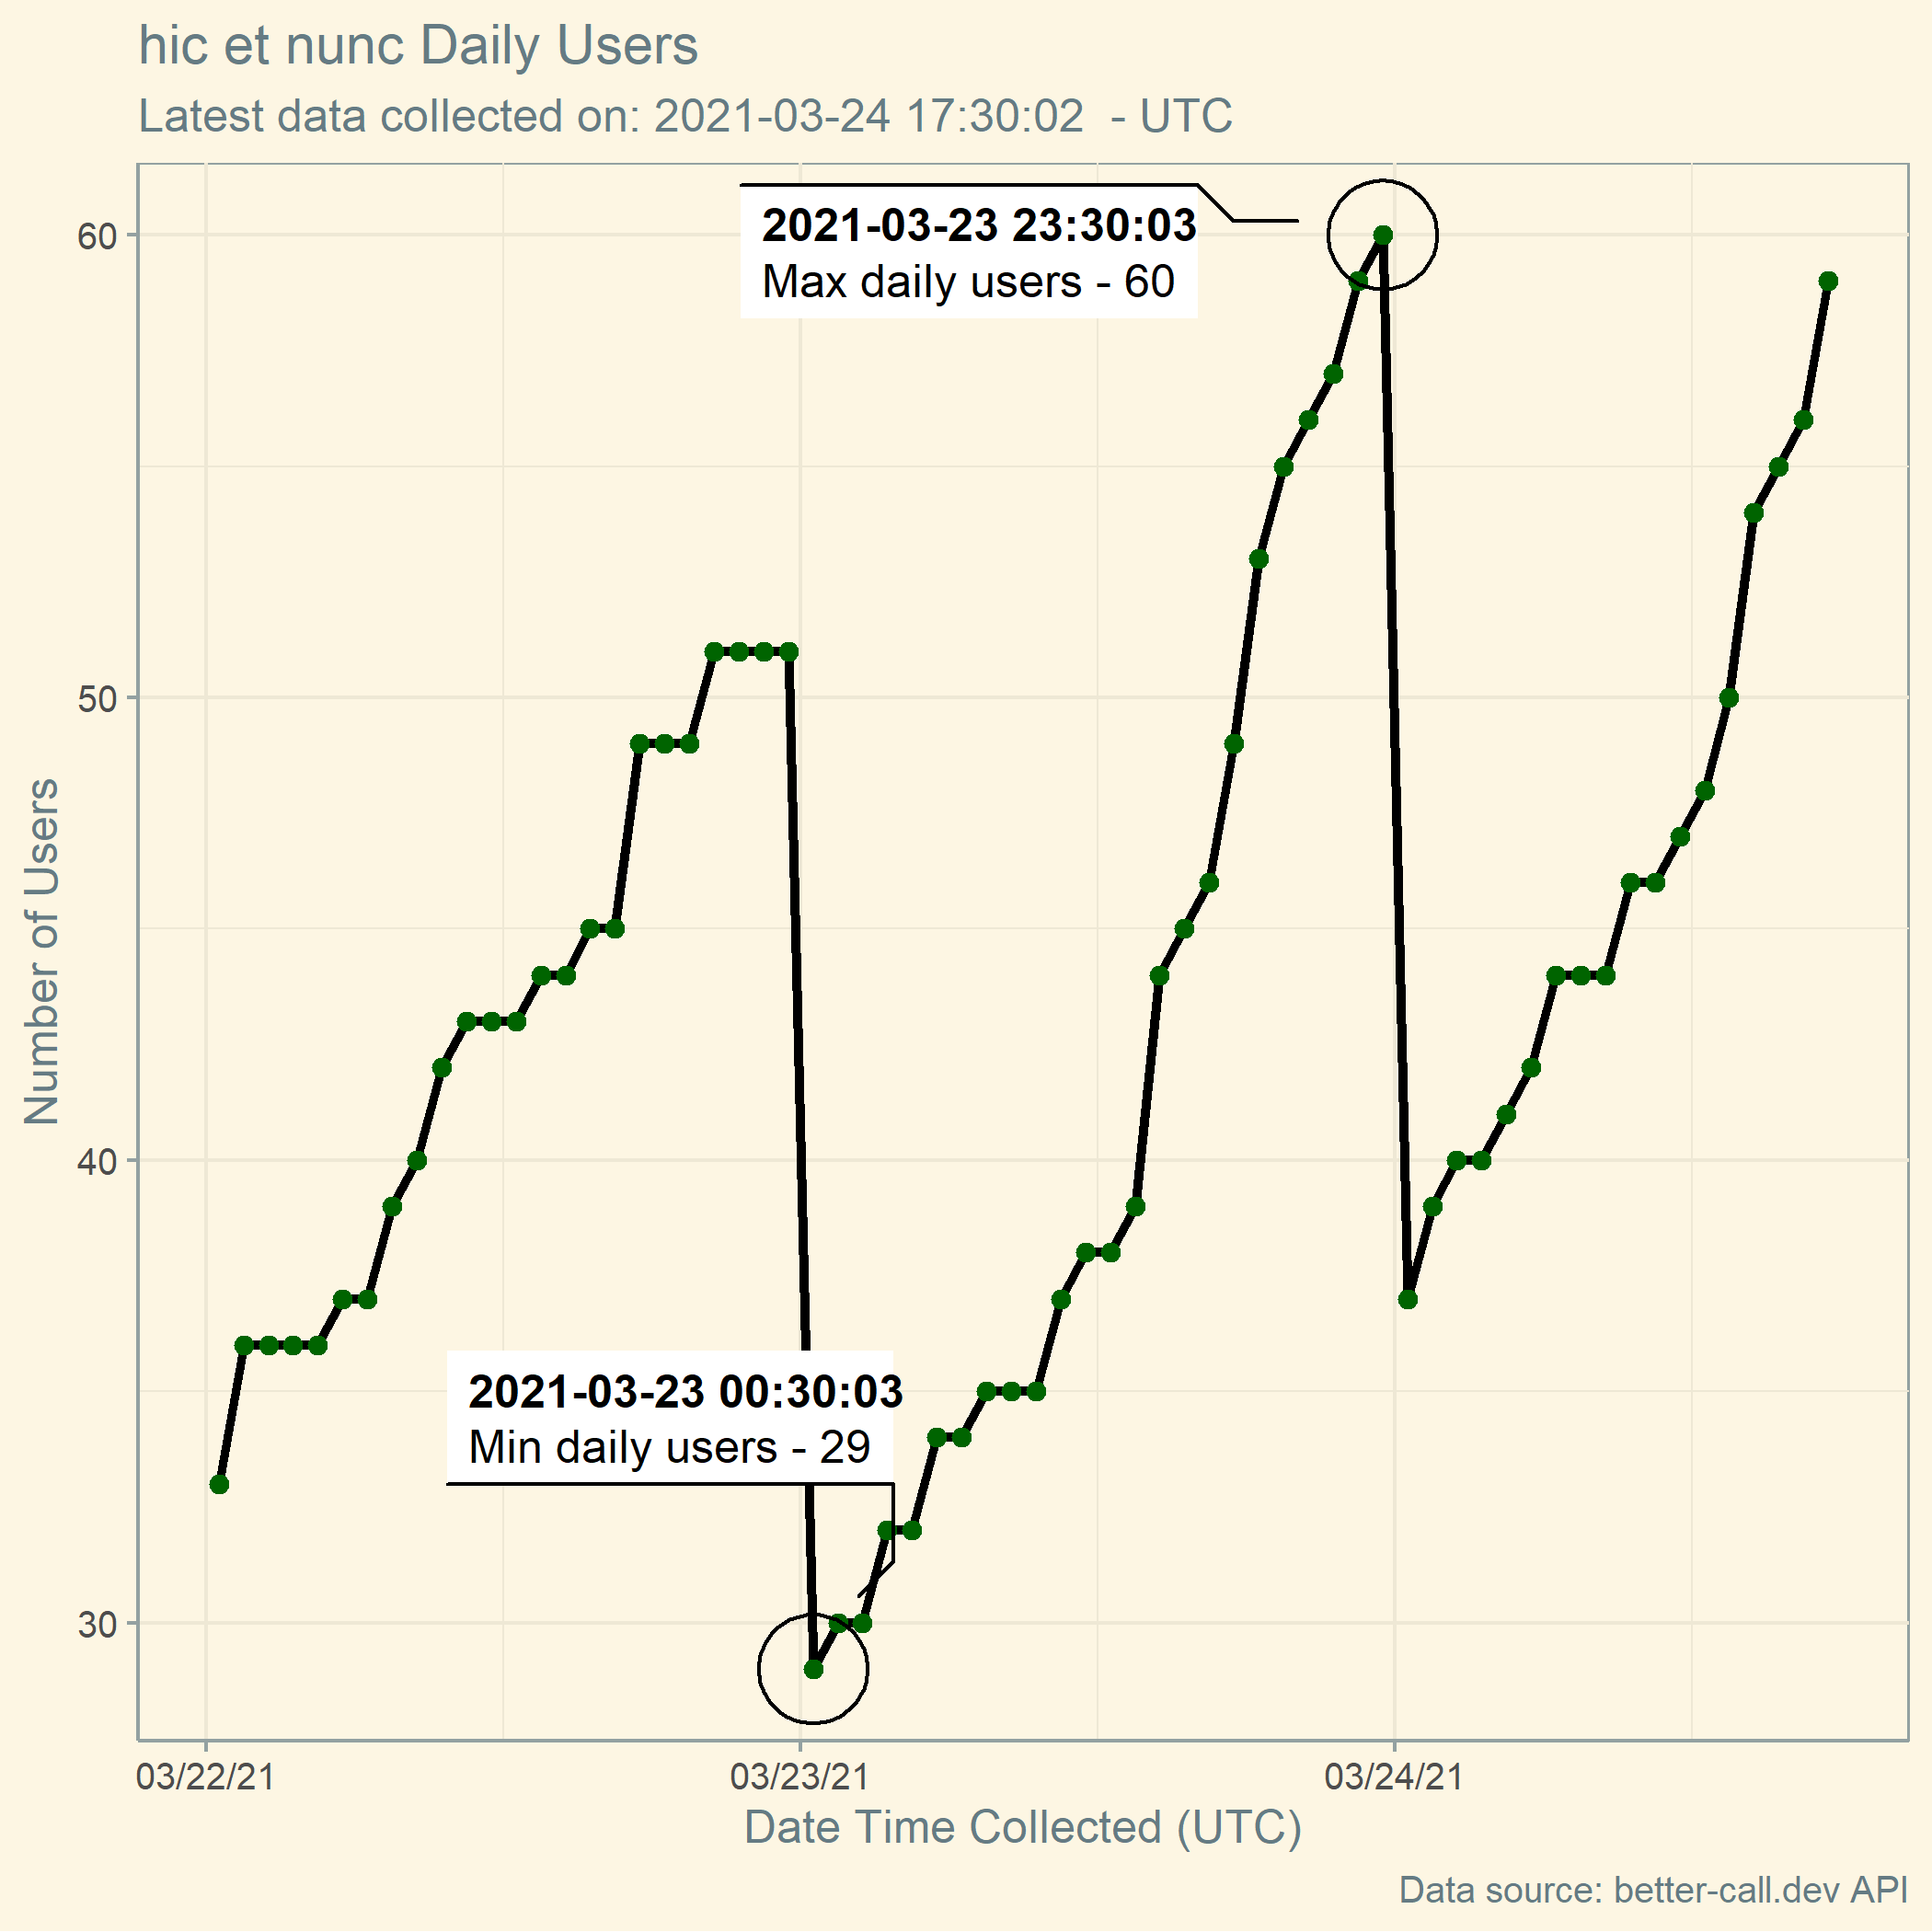 hic et nunc Daily Users
Latest data collected on: 2021-03-24 17:30:02  - UTC
2021-03-23 23:30:03
Max daily users - 60
60
50
40
30
Number of Users
2021-03-23 00:30:03
Min daily users - 29
03/22/21
03/23/21
03/24/21
Date Time Collected (UTC)
Data source: better-call.dev API